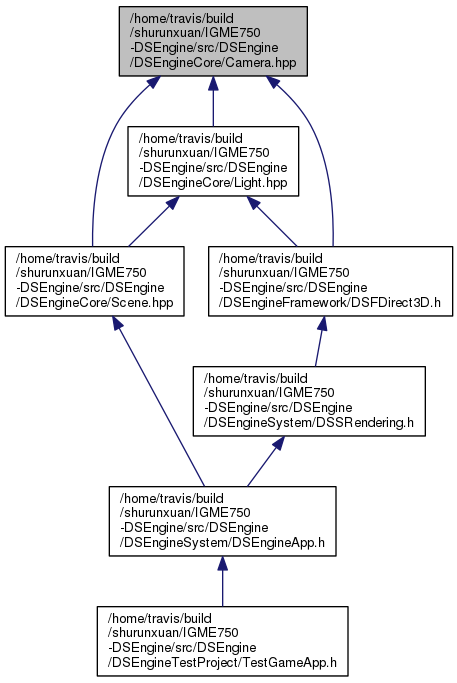 /home/travis/build
/shurunxuan/IGME750
-DSEngine/src/DSEngine
/DSEngineCore/Camera.hpp
/home/travis/build
/shurunxuan/IGME750
-DSEngine/src/DSEngine
/DSEngineCore/Light.hpp
/home/travis/build
/shurunxuan/IGME750
-DSEngine/src/DSEngine
/DSEngineCore/Scene.hpp
/home/travis/build
/shurunxuan/IGME750
-DSEngine/src/DSEngine
/DSEngineFramework/DSFDirect3D.h
/home/travis/build
/shurunxuan/IGME750
-DSEngine/src/DSEngine
/DSEngineSystem/DSSRendering.h
/home/travis/build
/shurunxuan/IGME750
-DSEngine/src/DSEngine
/DSEngineSystem/DSEngineApp.h
/home/travis/build
/shurunxuan/IGME750
-DSEngine/src/DSEngine
/DSEngineTestProject/TestGameApp.h